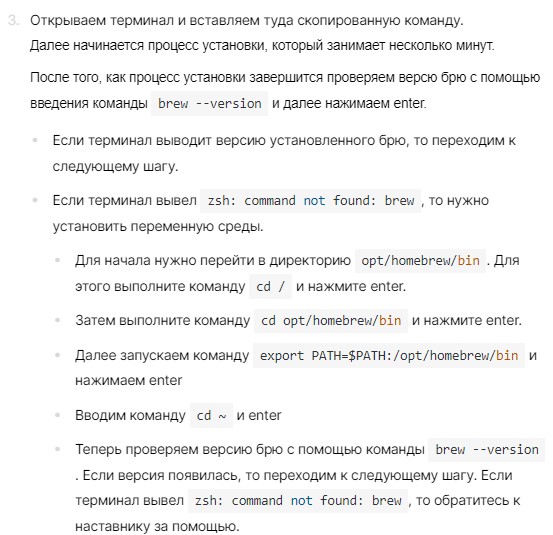 3. Открываем терминал и вставляем туда скопированную команду.
Далее начинается процесс установки, который занимает несколько минут.
После того, как процесс установки завершится проверяем версю брю с помощью
введения команды brew --version и далее нажимаем enter.
Если терминал выводит версию установленного брю, то переходим к
следующему шагу.
Если терминал вывел zsh: command not found: brew , то нужно
установить переменную среды.
Для начала нужно перейти в директорию opt/homebrew/bin . Для
этого выполните команду cd / и нажмите enter.
Затем выполните команду cd opt/homebrew/bin и нажмите enter.
Далее запускаем команду export PATH=$PATH:/opt/homebrew/bin и
нажимаем enter
Вводим команду cd ~ и enter
Теперь проверяем версию брю с помощью команды brew --version
. Если версия появилась, то переходим к следующему шагу. Если
терминал вывел zsh: command not found: brew , то обратитесь к
наставнику за помощью.